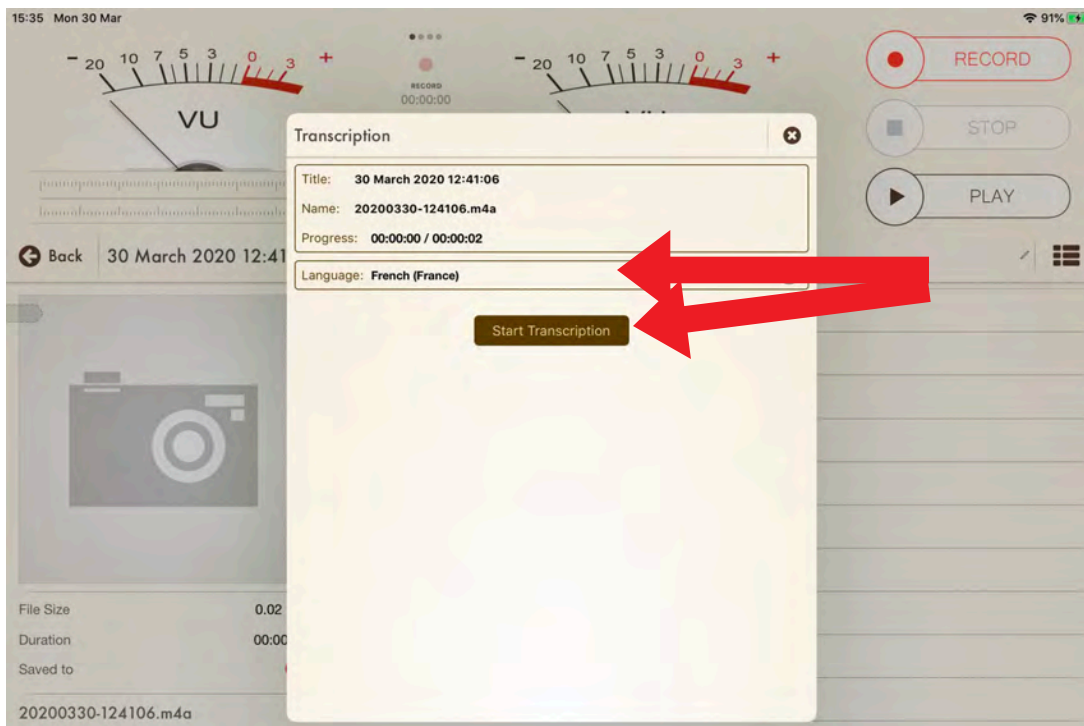 15:35 Mon 30 Mar
91%
- 20 10 7 5 3 0 3 +
- 20 10 7 5 3 0 3 +
RECORD
00:00:00
VU
RECORD
STOP
PLAY
Back
30 March 2020 12:41
Transcription
Title: 30 March 2020 12:41:06
Name: 20200330-124106.m4a
Progress: 00:00:00 / 00:00:02
Language: French (France)
Start Transcription
File Size 0.02
Duration 00:00
Saved to
20200330-124106.m4a